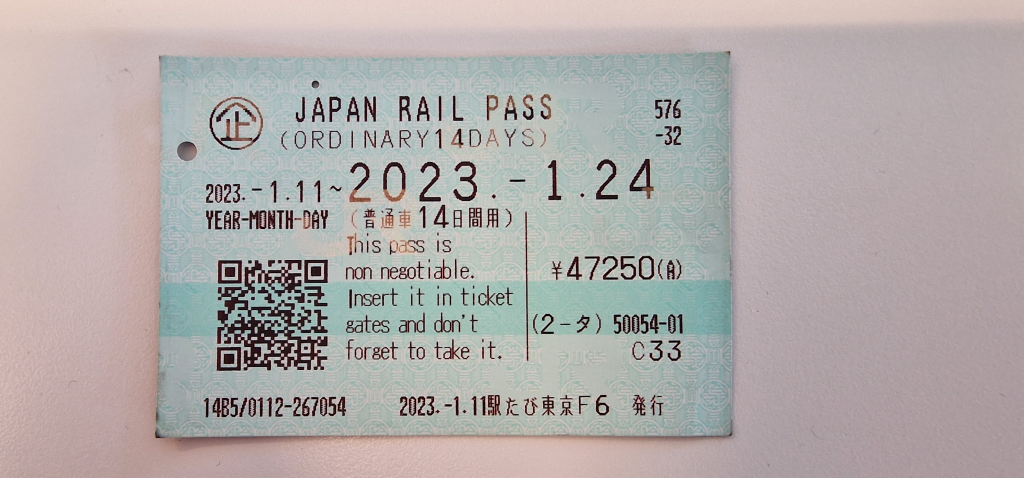 企 JAPAN RAIL PASS 576
(ORDINARY14DAYS) -32
2023.-1.11~2023.-1.24
YEAR-MONTH-DAY (普通車14日間用)
This pass is
non negotiable. ¥47250(A)
Insert it in ticket
gates and don't (2-タ) 50054-01
forget to take it. C33
14B5/0112-267054 2023.-1.11駅たび東京F6 発行